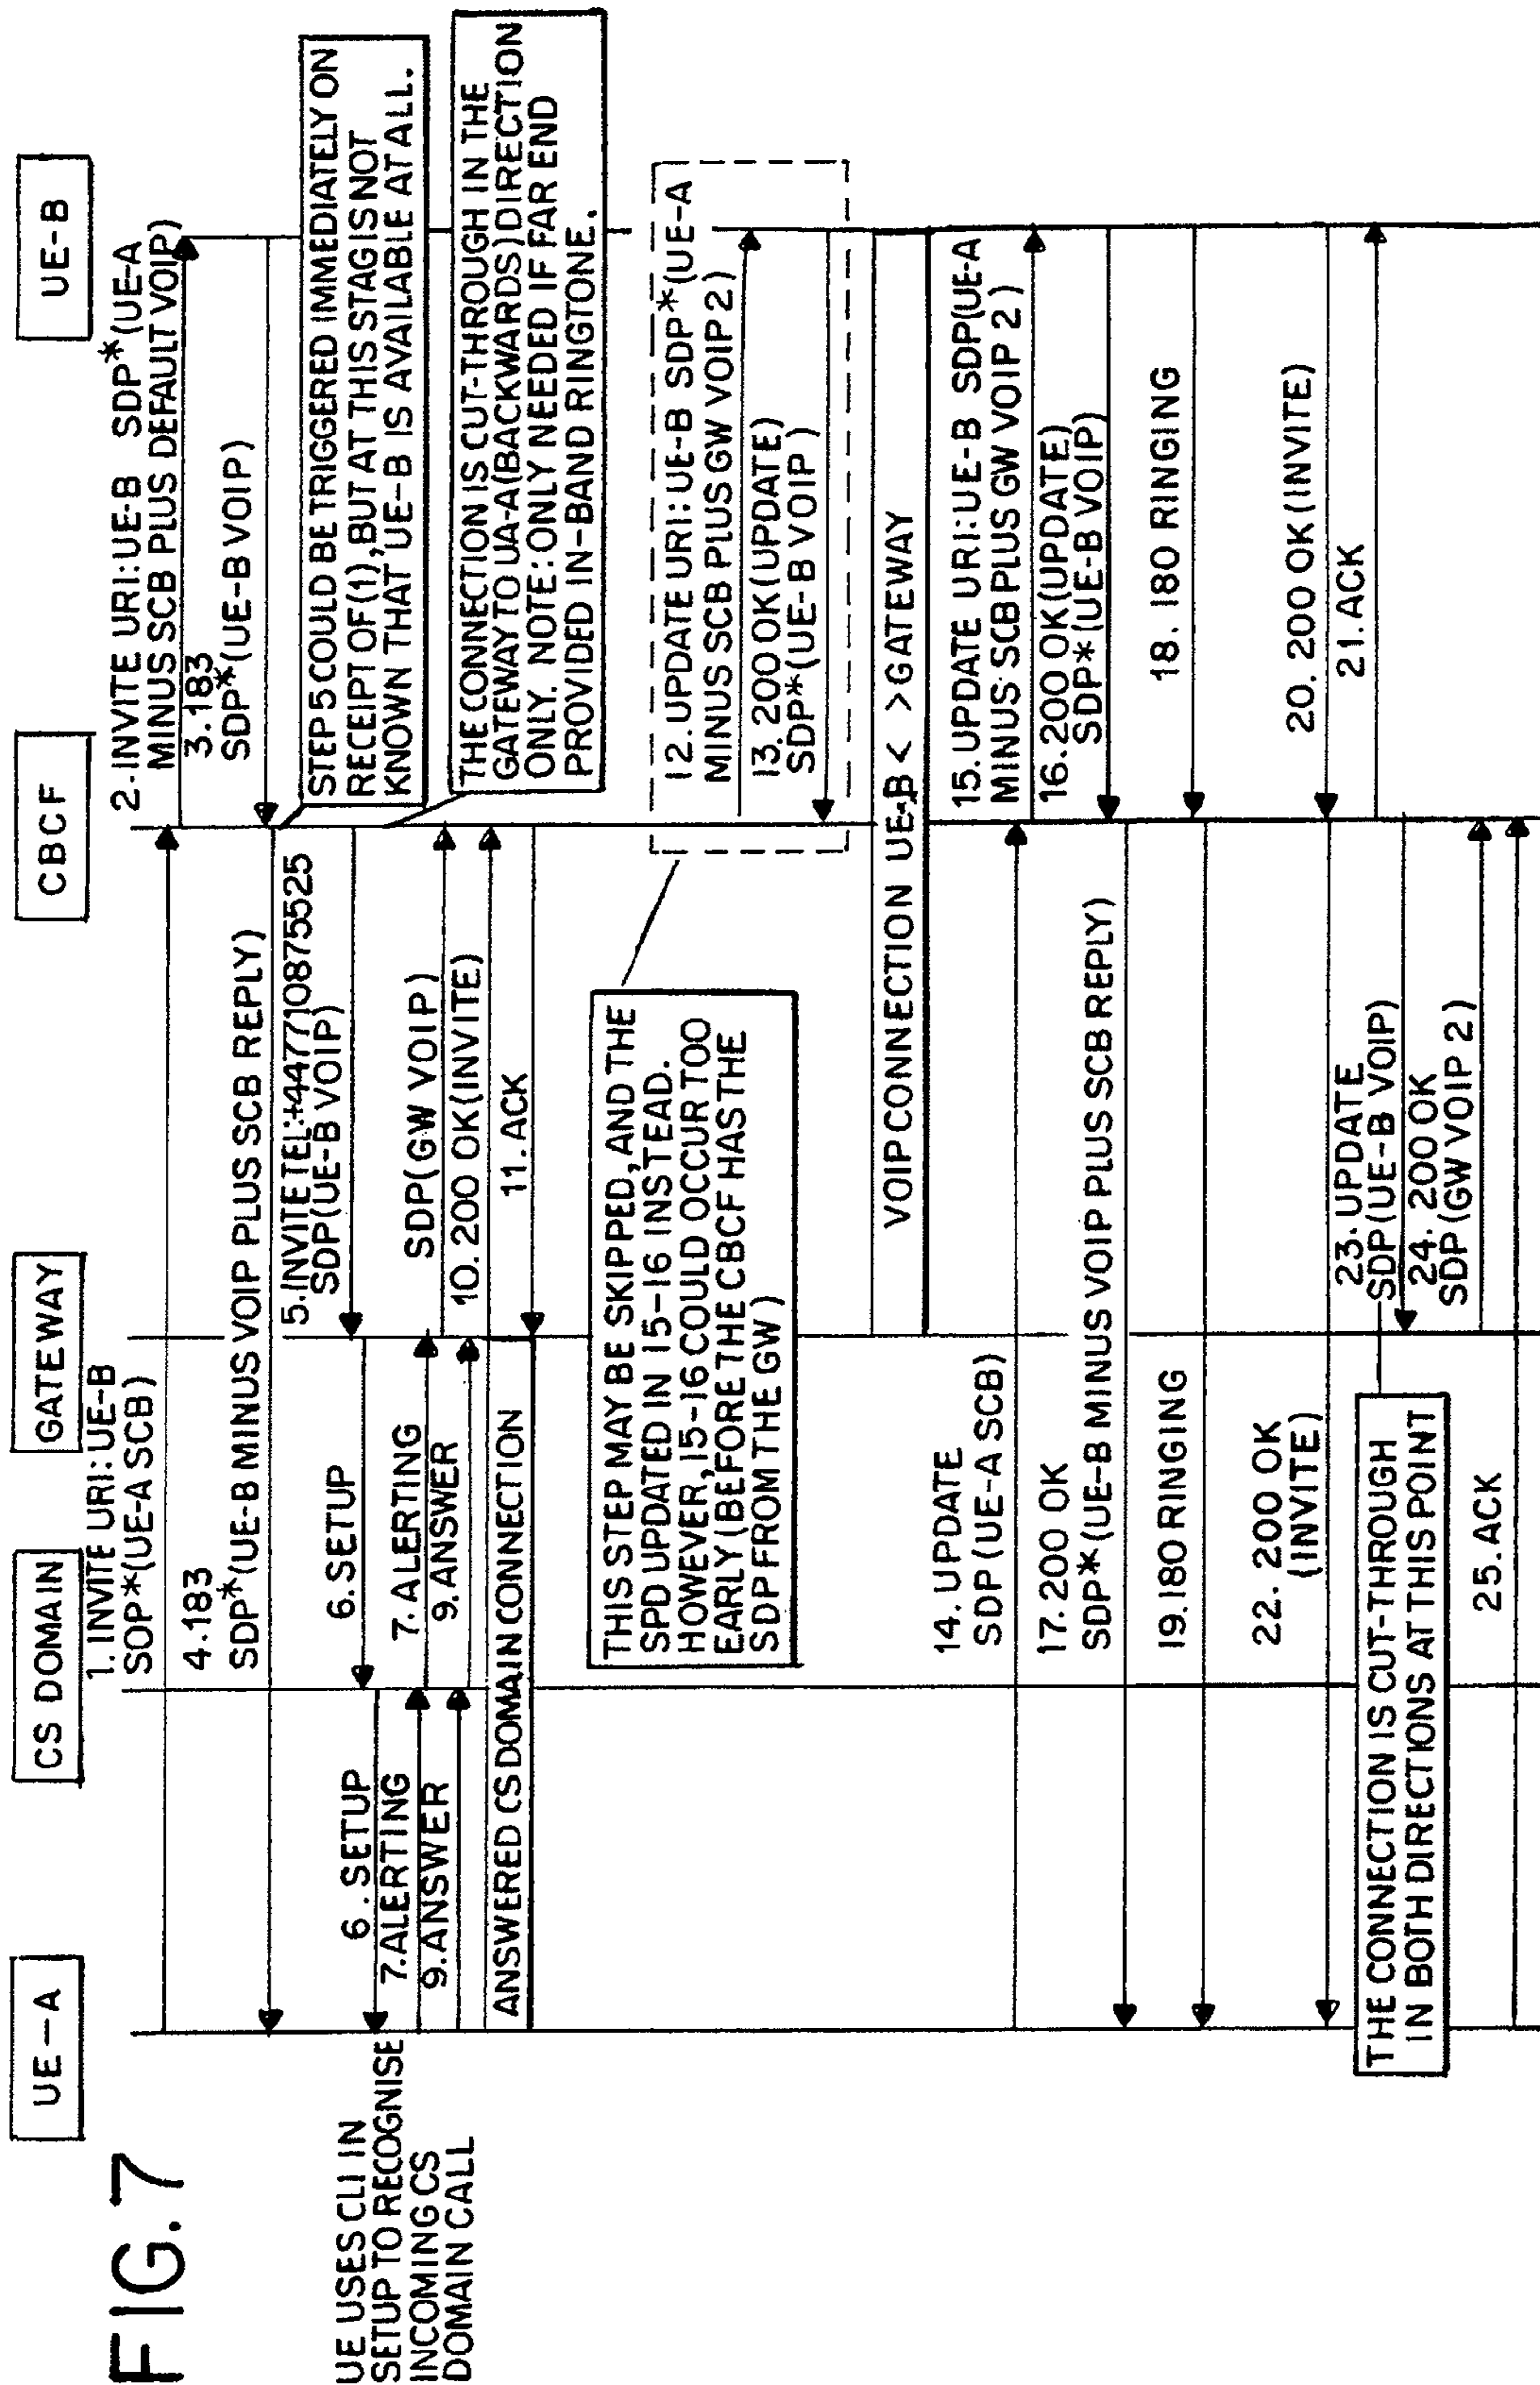 FIG.7
UE-A
CS DOMAIN
GATEWAY
CBCF
UE-B
1.INVITE URI:UE-B
SOP*(UE-A SCB)
2.INVITE URI:UE-B SDP*(UE-A
MINUS SCB PLUS DEFAULT VOIP)
3.183
SDP*(UE-B VOIP)
4.183
SDP*(UE-B MINUS VOIP PLUS SCB REPLY)
STEP 5 COULD BE TRIGGERED IMMEDIATELY ON
RECEIPT OF (1), BUT AT THIS STAG IS NOT
KNOWN THAT UE-B IS AVAILABLE AT ALL.
5.INVITE TEL:+447710875525
SDP(UE-B VOIP)
UE USES CLI IN
SETUP TO RECOGNISE
INCOMING CS
DOMAIN CALL
6.SETUP
6.SETUP
7.ALERTING
7.ALERTING
9.ANSWER
9.ANSWER
THE CONNECTION IS CUT-THROUGH IN THE
GATEWAY TO UA-A(BACKWARDS) DIRECTION
ONLY. NOTE: ONLY NEEDED IF FAR END
PROVIDED IN-BAND RINGTONE.
SDP(GW VOIP)
10.200 OK(INVITE)
11.ACK
ANSWERED CS DOMAIN CONNECTION
12.UPDATE URI:UE-B SDP*(UE-A
MINUS SCB PLUS GW VOIP2)
13.200 OK(UPDATE)
SDP*(UE-B VOIP)
THIS STEP MAY BE SKIPPED, AND THE
SPD UPDATED IN 15-16 INSTEAD.
HOWEVER, 15-16 COULD OCCUR TOO
EARLY (BEFORE THE CBCF HAS THE
SDP FROM THE GW)
VOIP CONNECTION UE-B < > GATEWAY
14.UPDATE
SDP(UE-A SCB)
15.UPDATE URI:UE-B SDP(UE-A
MINUS SCB PLUS GW VOIP 2)
16.200 OK(UPDATE)
SDP*(UE-B VOIP)
17.200 OK
SDP*(UE-B MINUS VOIP PLUS SCB REPLY)
18. 180 RINGING
19.180 RINGING
20. 200 OK(INVITE)
21.ACK
22. 200 OK
(INVITE)
23.UPDATE
SDP(UE-B VOIP)
24. 200 OK
SDP(GW VOIP 2)
THE CONNECTION IS CUT-THROUGH
IN BOTH DIRECTIONS AT THIS POINT
25.ACK